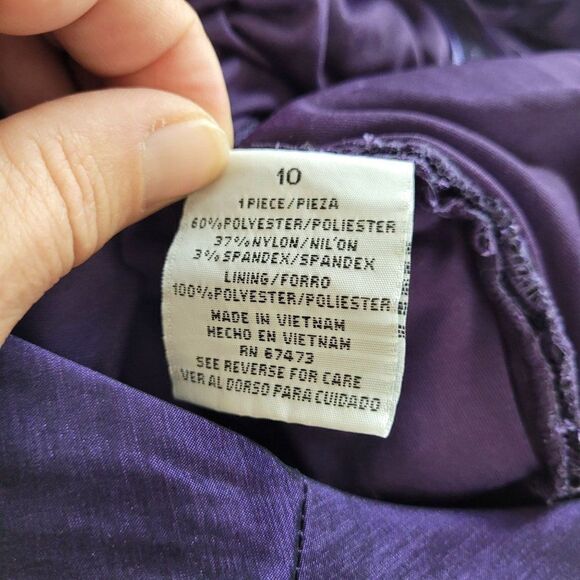 10
1 PIECE/PIEZA
60%POLYESTER/POLIESTER
37%NYLON/NIL'ON
3%SPANDEX/SPANDEX
LINING/FORRO
100%POLYESTER/POLIESTER
MADE IN VIETNAM
HECHO EN VIETNAM
RN 67473
SEE REVERSE FOR CARE
VER AL DORSO PARA CUIDADO